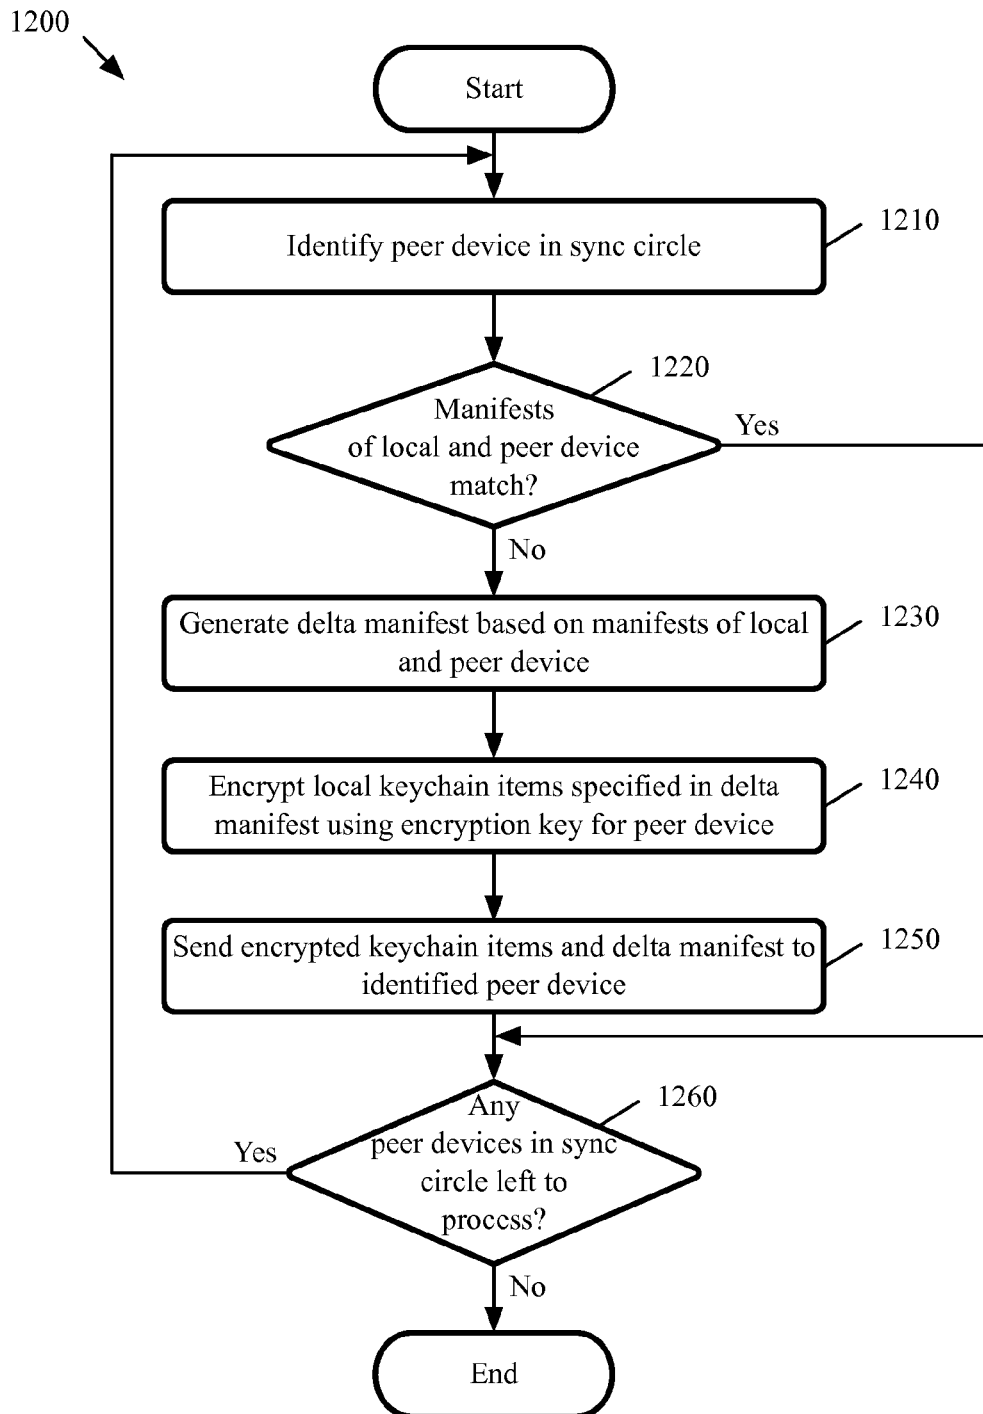 1200
Start
Identify peer device in sync circle
1210
1220
Manifests
of local and peer device
match?
Yes
No
Generate delta manifest based on manifests of local
and peer device
1230
Encrypt local keychain items specified in delta
manifest using encryption key for peer device
1240
Send encrypted keychain items and delta manifest to
identified peer device
1250
1260
Any
peer devices in sync
circle left to
process?
Yes
No
End